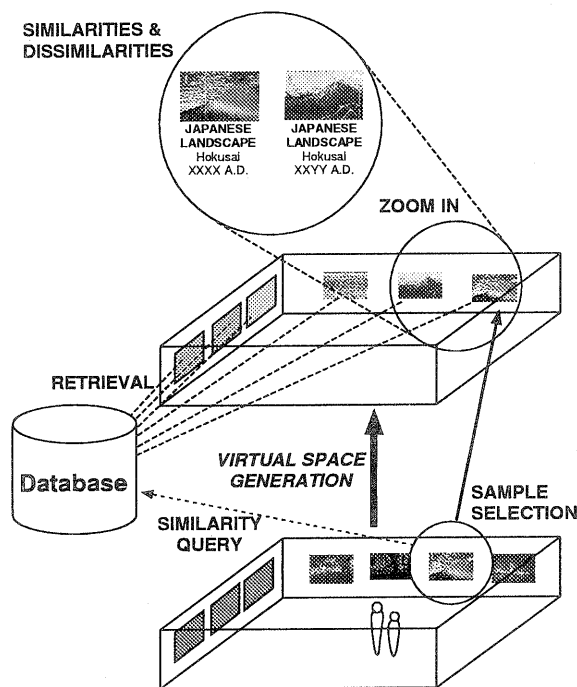 SIMILARITIES &
DISSIMILARITIES
JAPANESE
LANDSCAPE
Hokusai
XXXX A.D.
JAPANESE
LANDSCAPE
Hokusai
XXYY A.D.
ZOOM IN
RETRIEVAL
Database
VIRTUAL SPACE
GENERATION
SAMPLE
SELECTION
SIMILARITY
QUERY